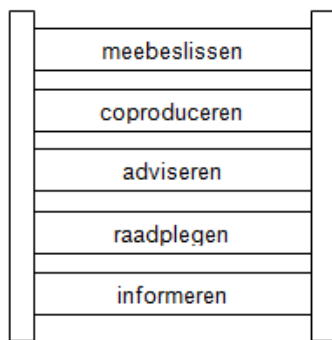 meebeslissen
coproduceren
adviseren
raadplegen
informeren